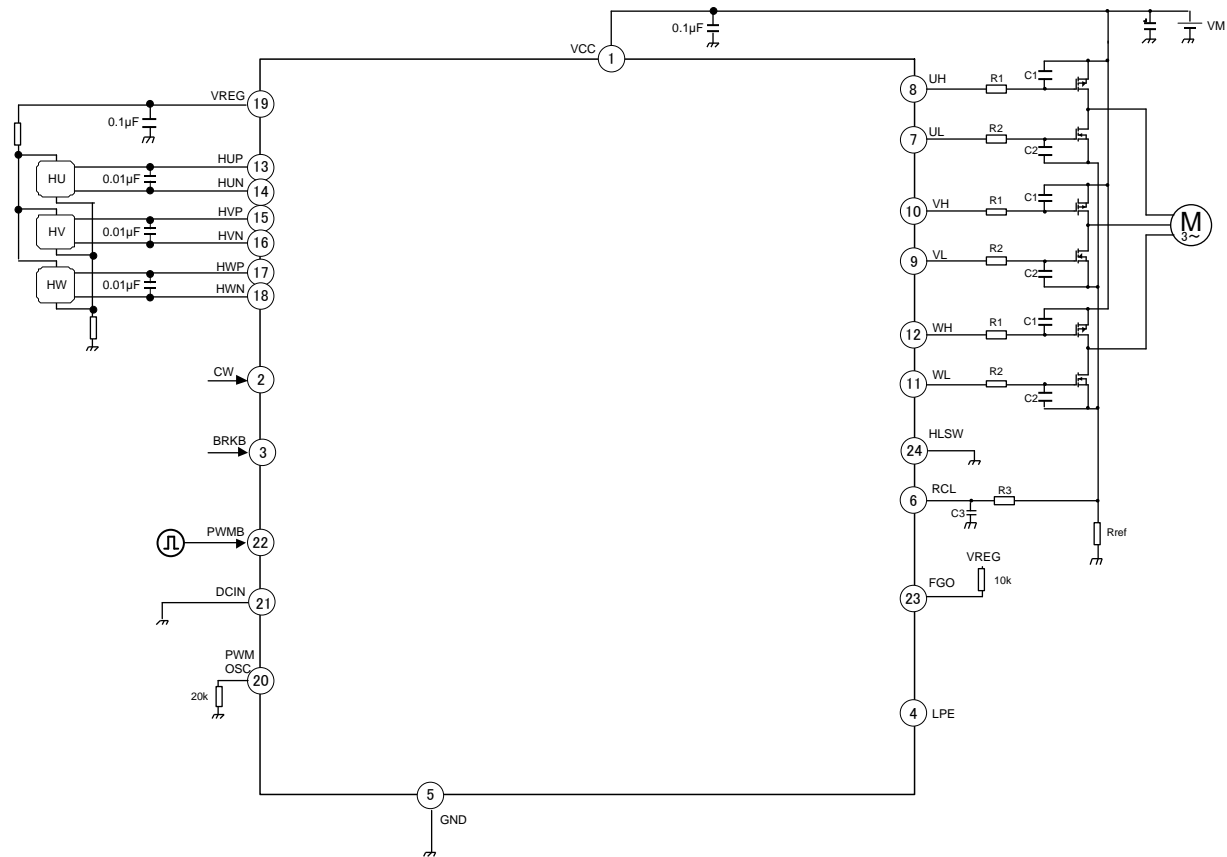 0.1µF
VM
VCC
1
VREG
19
0.1µF
HU
HUP
13
0.01µF
HUN
14
HV
HVP
15
0.01µF
HVN
16
HW
HWP
17
0.01µF
HWN
18
CW
2
BRKB
3
PWMB
22
DCIN
21
PWM
OSC
20
20k
5
GND
8
UH
R1
C1
7
UL
R2
C2
10
VH
R1
C1
9
VL
R2
C2
M
3~
12
WH
R1
C1
11
WL
R2
C2
24
HLSW
6
RCL
R3
C3
Rref
VREG
10k
23
FGO
4
LPE